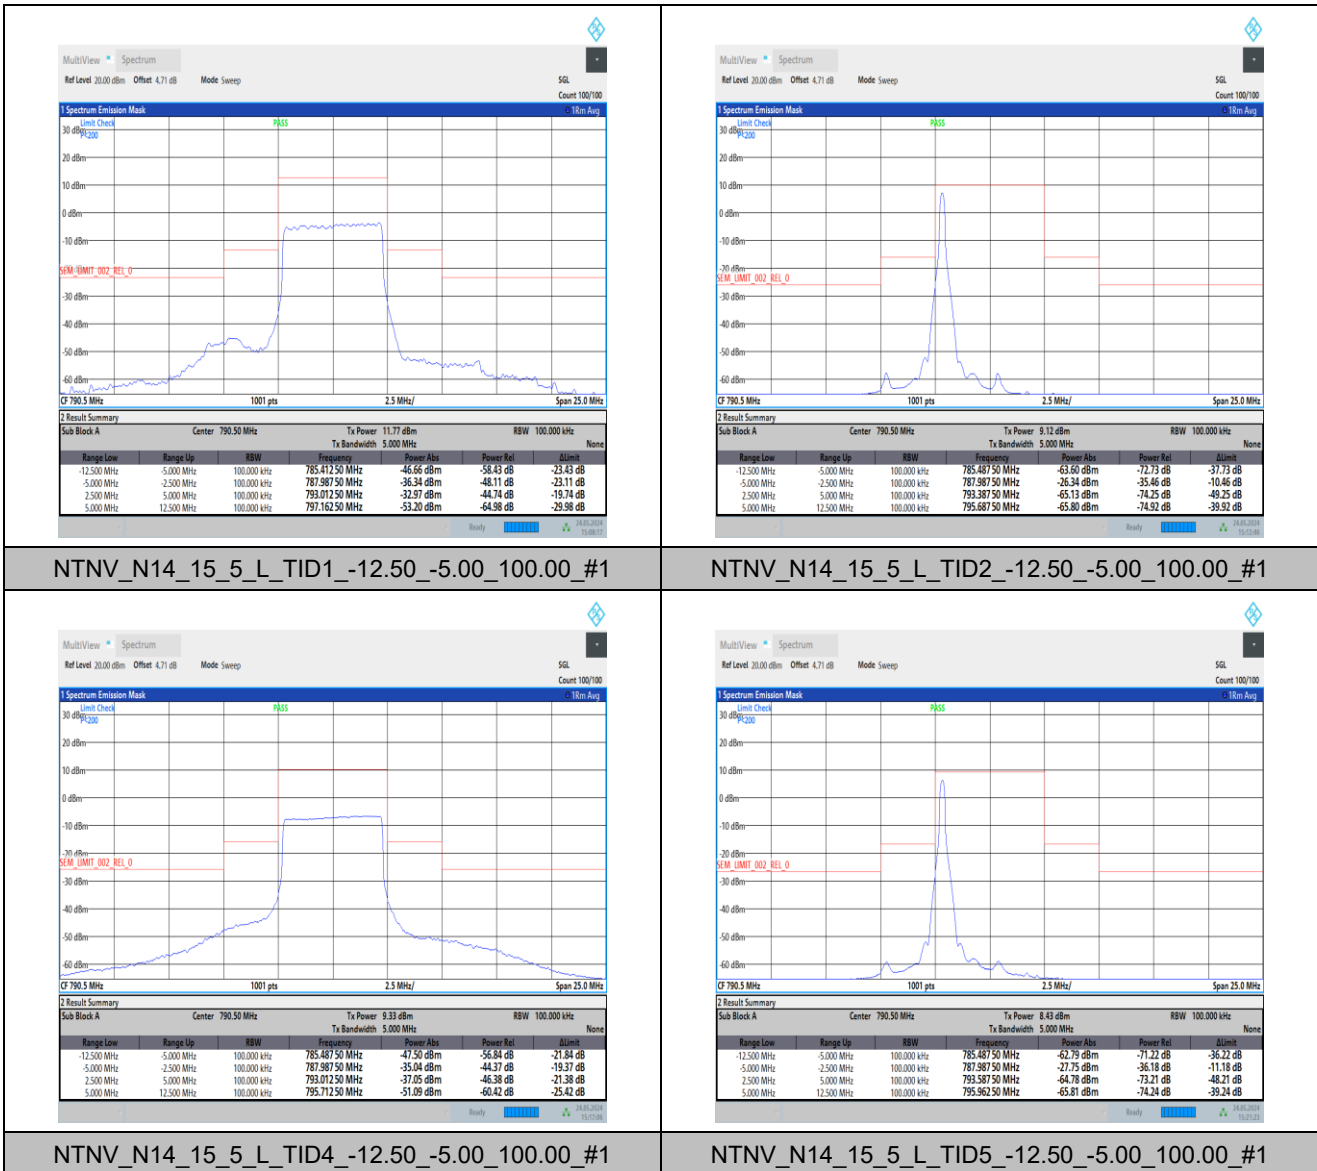 MultiView Spectrum
Ref Level 20.00 dBm Offset 4.71 dB Mode Sweep SGL
Count 100/100
1 Spectrum Emission Mask 1Rm Avg
Limit Check PASS
P<200
30 dBm
20 dBm
10 dBm
0 dBm
-10 dBm
-20 dBm
SEM_LIMIT_002_REL_0
-30 dBm
-40 dBm
-50 dBm
-60 dBm
CF 790.5 MHz 1001 pts 2.5 MHz/ Span 25.0 MHz
2 Result Summary
Sub Block A Center 790.50 MHz Tx Power 11.77 dBm RBW 100.000 kHz
Tx Bandwidth 5.000 MHz None
Range Low Range Up RBW Frequency Power Abs Power Rel ΔLimit
-12.500 MHz -5.000 MHz 100.000 kHz 785.412 50 MHz -46.66 dBm -58.43 dB -23.43 dB
-5.000 MHz -2.500 MHz 100.000 kHz 787.987 50 MHz -36.34 dBm -48.11 dB -23.11 dB
2.500 MHz 5.000 MHz 100.000 kHz 793.012 50 MHz -32.97 dBm -44.74 dB -19.74 dB
5.000 MHz 12.500 MHz 100.000 kHz 797.162 50 MHz -53.20 dBm -64.98 dB -29.98 dB
Ready 24.05.2024
15:08:17
NTNV_N14_15_5_L_TID1_-12.50_-5.00_100.00_#1
MultiView Spectrum
Ref Level 20.00 dBm Offset 4.71 dB Mode Sweep SGL
Count 100/100
1 Spectrum Emission Mask 1Rm Avg
Limit Check PASS
P<200
30 dBm
20 dBm
10 dBm
0 dBm
-10 dBm
-20 dBm
SEM_LIMIT_002_REL_0
-30 dBm
-40 dBm
-50 dBm
-60 dBm
CF 790.5 MHz 1001 pts 2.5 MHz/ Span 25.0 MHz
2 Result Summary
Sub Block A Center 790.50 MHz Tx Power 9.12 dBm RBW 100.000 kHz
Tx Bandwidth 5.000 MHz None
Range Low Range Up RBW Frequency Power Abs Power Rel ΔLimit
-12.500 MHz -5.000 MHz 100.000 kHz 785.487 50 MHz -63.60 dBm -72.73 dB -37.73 dB
-5.000 MHz -2.500 MHz 100.000 kHz 787.987 50 MHz -26.34 dBm -35.46 dB -10.46 dB
2.500 MHz 5.000 MHz 100.000 kHz 793.387 50 MHz -65.13 dBm -74.25 dB -49.25 dB
5.000 MHz 12.500 MHz 100.000 kHz 795.687 50 MHz -65.80 dBm -74.92 dB -39.92 dB
Ready 24.05.2024
15:12:46
NTNV_N14_15_5_L_TID2_-12.50_-5.00_100.00_#1
MultiView Spectrum
Ref Level 20.00 dBm Offset 4.71 dB Mode Sweep SGL
Count 100/100
1 Spectrum Emission Mask 1Rm Avg
Limit Check PASS
P<200
30 dBm
20 dBm
10 dBm
0 dBm
-10 dBm
-20 dBm
SEM_LIMIT_002_REL_0
-30 dBm
-40 dBm
-50 dBm
-60 dBm
CF 790.5 MHz 1001 pts 2.5 MHz/ Span 25.0 MHz
2 Result Summary
Sub Block A Center 790.50 MHz Tx Power 9.33 dBm RBW 100.000 kHz
Tx Bandwidth 5.000 MHz None
Range Low Range Up RBW Frequency Power Abs Power Rel ΔLimit
-12.500 MHz -5.000 MHz 100.000 kHz 785.487 50 MHz -47.50 dBm -56.84 dB -21.84 dB
-5.000 MHz -2.500 MHz 100.000 kHz 787.987 50 MHz -35.04 dBm -44.37 dB -19.37 dB
2.500 MHz 5.000 MHz 100.000 kHz 793.012 50 MHz -37.05 dBm -46.38 dB -21.38 dB
5.000 MHz 12.500 MHz 100.000 kHz 795.712 50 MHz -51.09 dBm -60.42 dB -25.42 dB
Ready 24.05.2024
15:17:06
NTNV_N14_15_5_L_TID4_-12.50_-5.00_100.00_#1
MultiView Spectrum
Ref Level 20.00 dBm Offset 4.71 dB Mode Sweep SGL
Count 100/100
1 Spectrum Emission Mask 1Rm Avg
Limit Check PASS
P<200
30 dBm
20 dBm
10 dBm
0 dBm
-10 dBm
-20 dBm
SEM_LIMIT_002_REL_0
-30 dBm
-40 dBm
-50 dBm
-60 dBm
CF 790.5 MHz 1001 pts 2.5 MHz/ Span 25.0 MHz
2 Result Summary
Sub Block A Center 790.50 MHz Tx Power 8.43 dBm RBW 100.000 kHz
Tx Bandwidth 5.000 MHz None
Range Low Range Up RBW Frequency Power Abs Power Rel ΔLimit
-12.500 MHz -5.000 MHz 100.000 kHz 785.487 50 MHz -62.79 dBm -71.22 dB -36.22 dB
-5.000 MHz -2.500 MHz 100.000 kHz 787.987 50 MHz -27.75 dBm -36.18 dB -11.18 dB
2.500 MHz 5.000 MHz 100.000 kHz 793.587 50 MHz -64.78 dBm -73.21 dB -48.21 dB
5.000 MHz 12.500 MHz 100.000 kHz 795.962 50 MHz -65.81 dBm -74.24 dB -39.24 dB
Ready 24.05.2024
15:21:23
NTNV_N14_15_5_L_TID5_-12.50_-5.00_100.00_#1